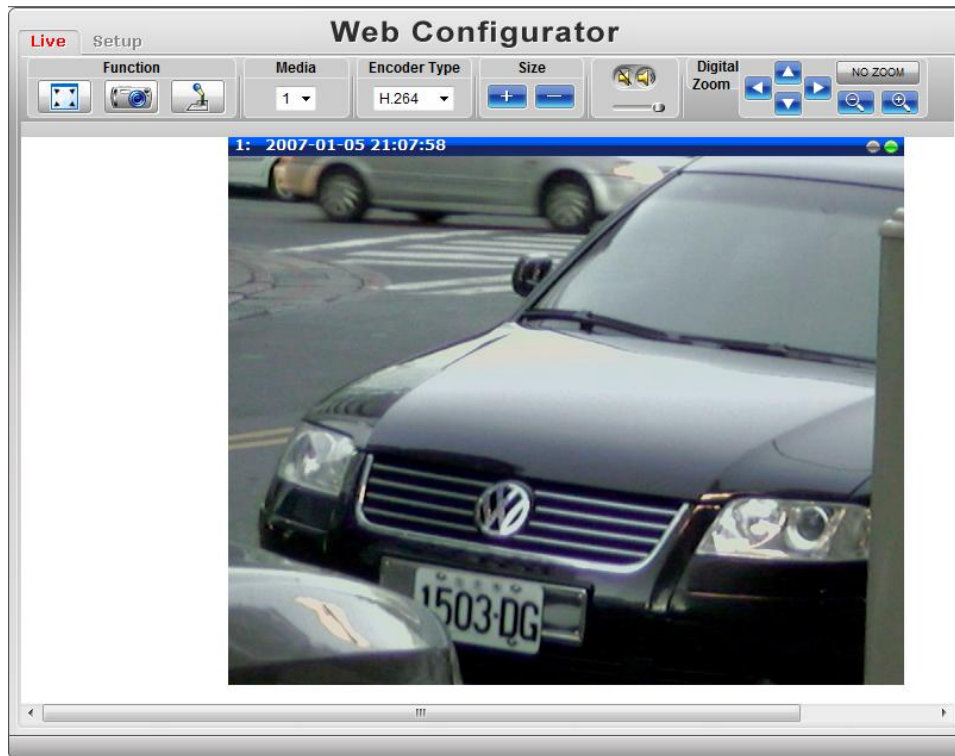 Web Configurator
Live Setup
Function Media Encoder Type Size Digital Zoom
1 H.264 NO ZOOM
1: 2007-01-05 21:07:58
VW
1503-DG